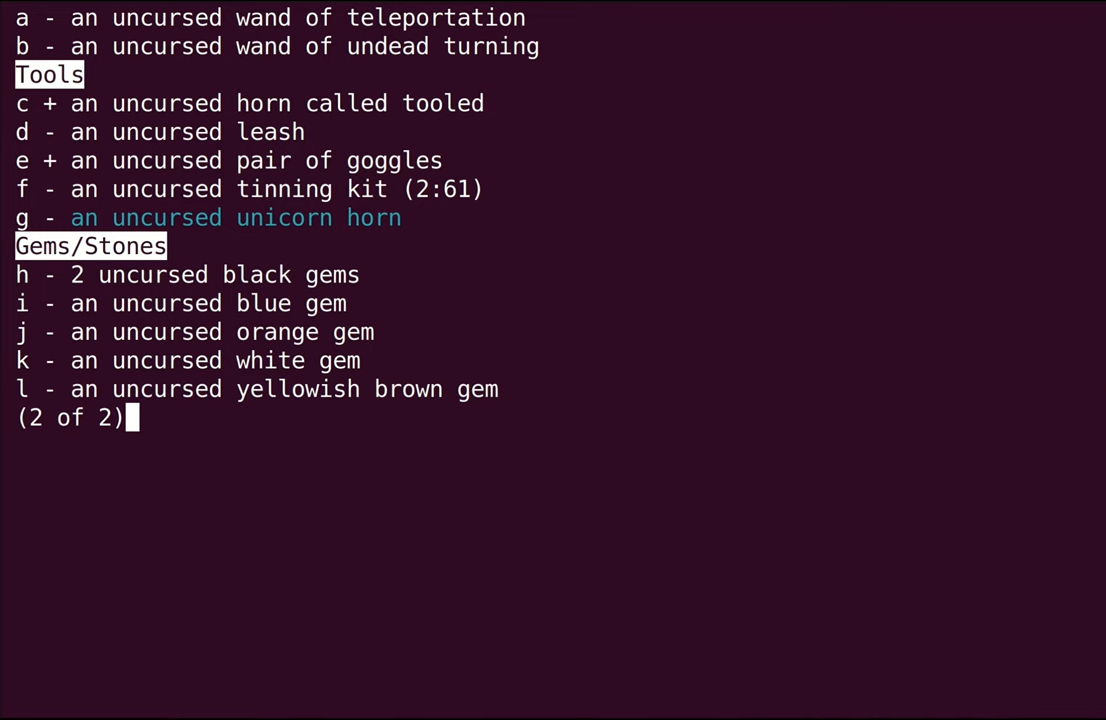 a - an uncursed wand of teleportation
b - an uncursed wand of undead turning
Tools
c + an uncursed horn called tooled
d - an uncursed leash
e + an uncursed pair of goggles
f - an uncursed tinning kit (2:61)
g - an uncursed unicorn horn
Gems/Stones
h - 2 uncursed black gems
i - an uncursed blue gem
j - an uncursed orange gem
k - an uncursed white gem
l - an uncursed yellowish brown gem
(2 of 2)